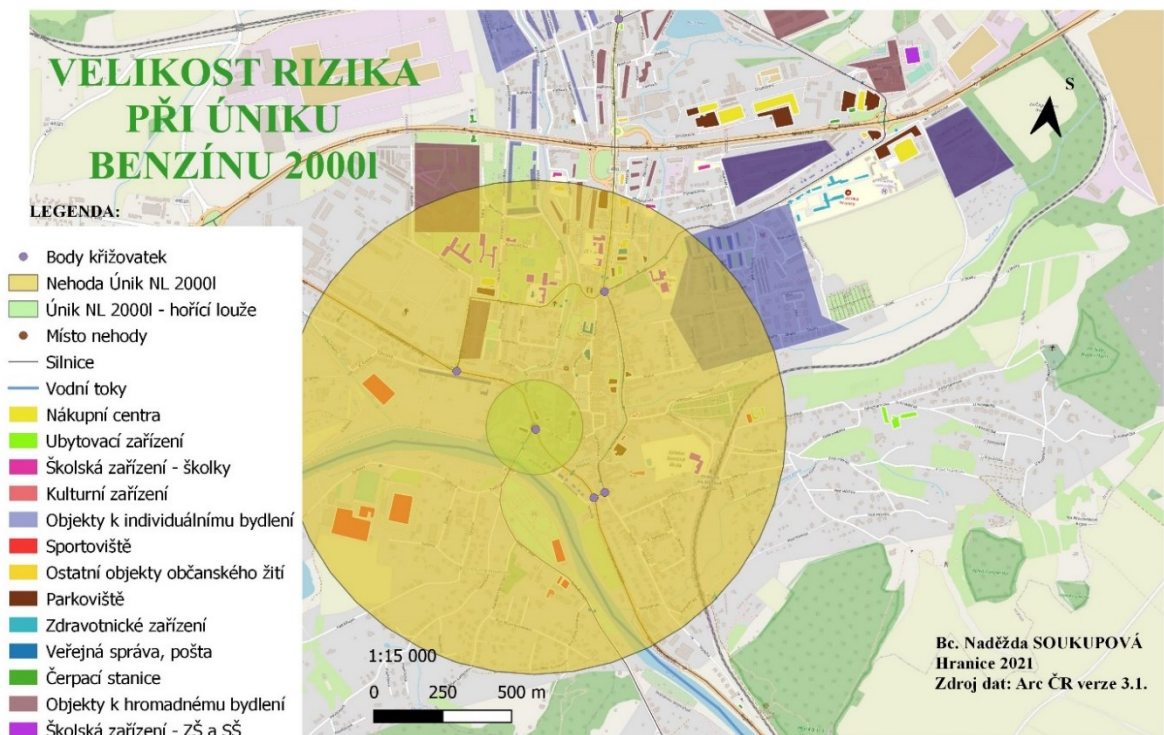 VELIKOST RIZIKA
PŘI ÚNIKU
BENZÍNU 2000l
S
LEGENDA:
Body křižovatek
Nehoda Únik NL 2000l
Únik NL 2000l - hořící louže
Místo nehody
Silnice
Vodní toky
Nákupní centra
Ubytovací zařízení
Školská zařízení - školky
Kulturní zařízení
Objekty k individuálnímu bydlení
Sportoviště
Ostatní objekty občanského žití
Parkoviště
Zdravotnické zařízení
Veřejná správa, pošta
Čerpací stanice
Objekty k hromadnému bydlení
Školská zařízení - ZŠ a SŠ
1:15 000
0 250 500 m
Bc. Naděžda SOUKUPOVÁ
Hranice 2021
Zdroj dat: Arc ČR verze 3.1.